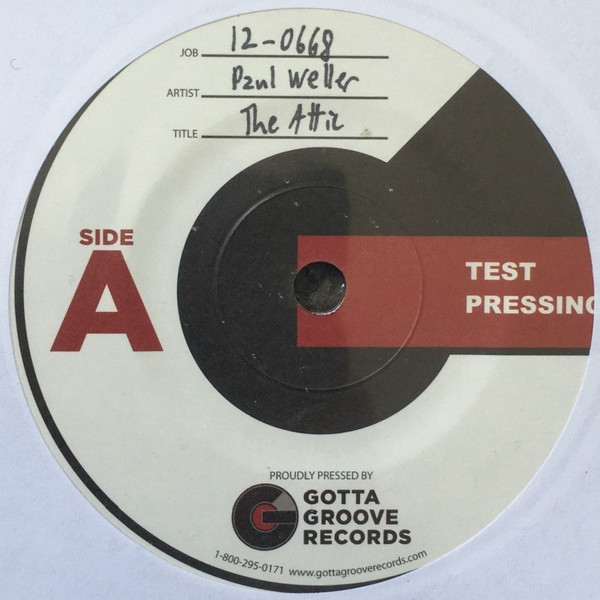 JOB 12-0668
ARTIST Paul Weller
TITLE The Attic
SIDE
A
TEST
PRESSING
PROUDLY PRESSED BY
GOTTA
GROOVE
RECORDS
1-800-295-0171 www.gottagrooverecords.com